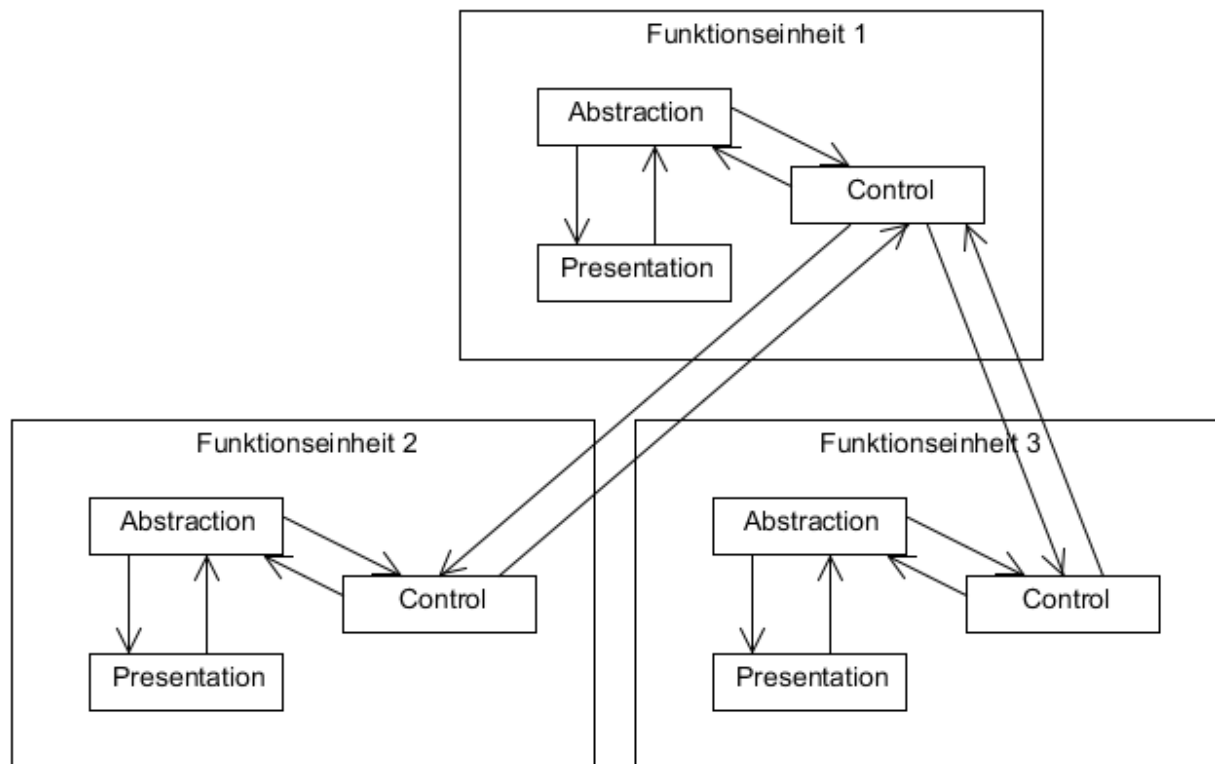 Funktionseinheit 1
Abstraction
Control
Presentation
Funktionseinheit 2
Abstraction
Control
Presentation
Funktionseinheit 3
Abstraction
Control
Presentation